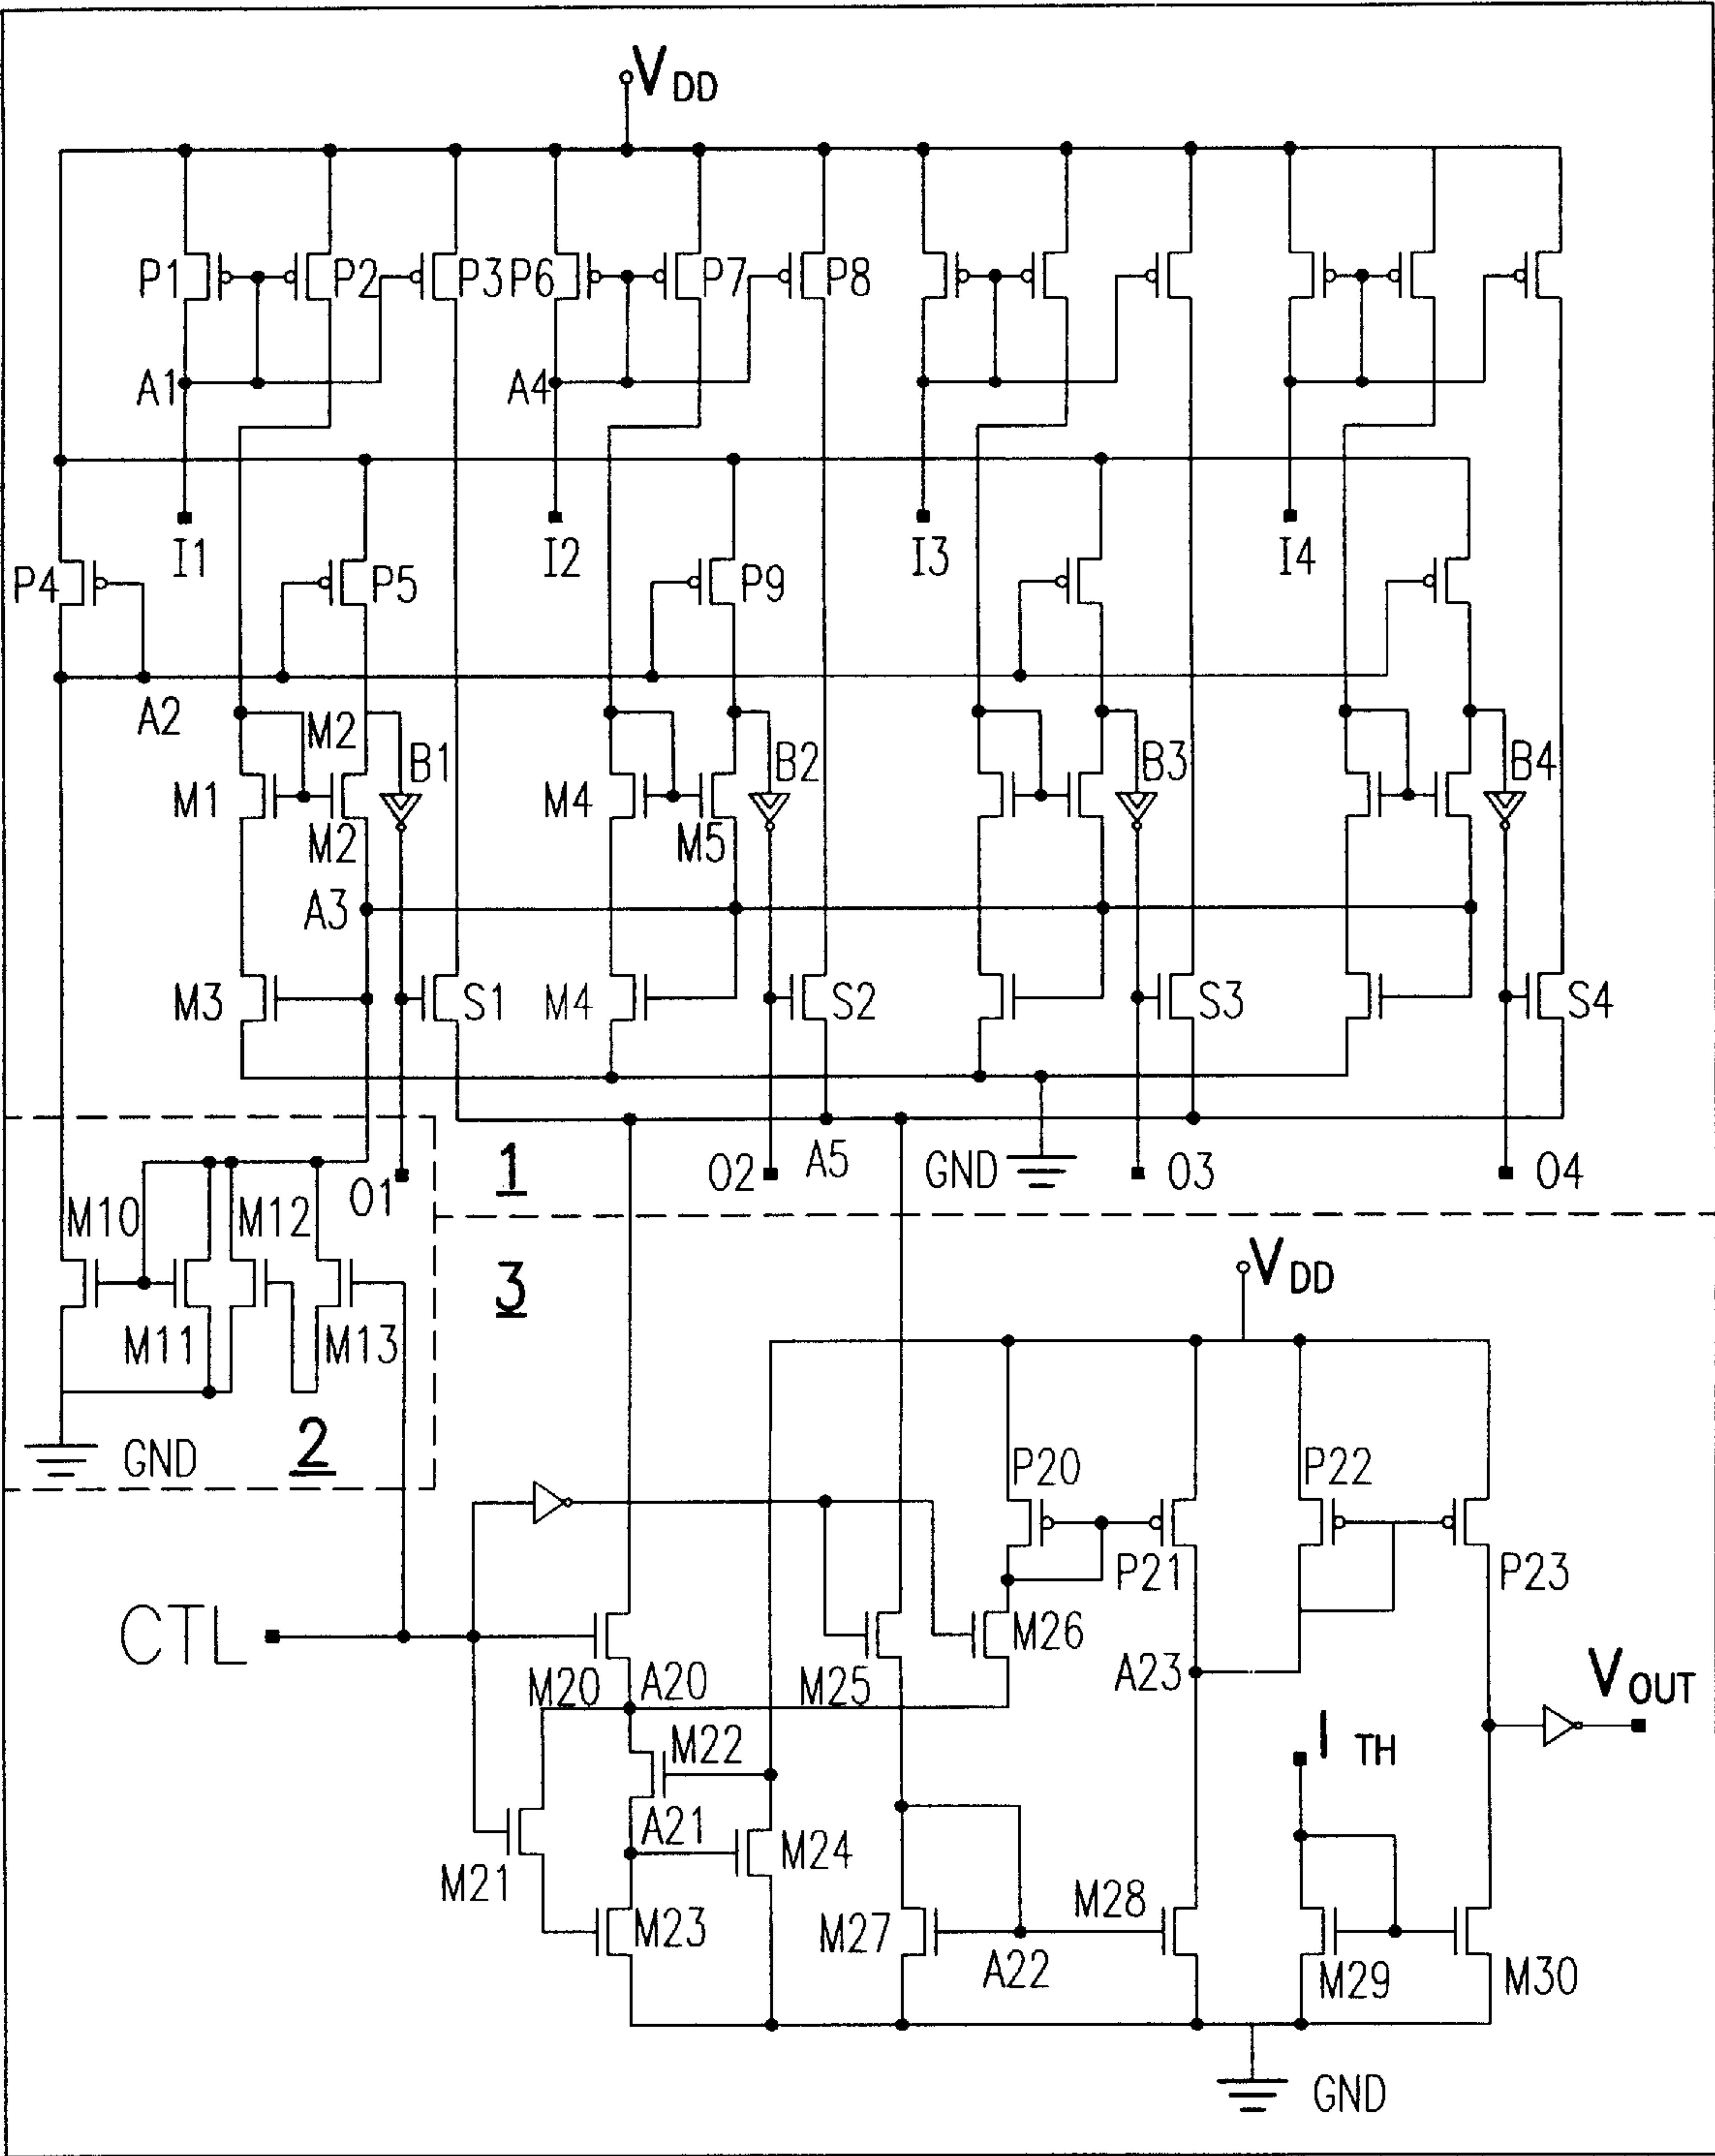 VDD
P1 P2 P3 P6 P7 P8
A1 A4
I1 I2 I3 I4
P4 P5 P9
A2 M2 B1 B2 B3 B4
M1 M2 M4 M5
A3
M3 S1 M4 S2 S3 S4
O1 1 O2 A5 GND O3 O4
M10 M12
M11 M13
GND 2
3
VDD
P20 P22
P21 P23
CTL
M20 A20 M25 M26 A23 VOUT
M22 ITH
A21
M21 M24
M23 M27 A22 M28 M29 M30
GND